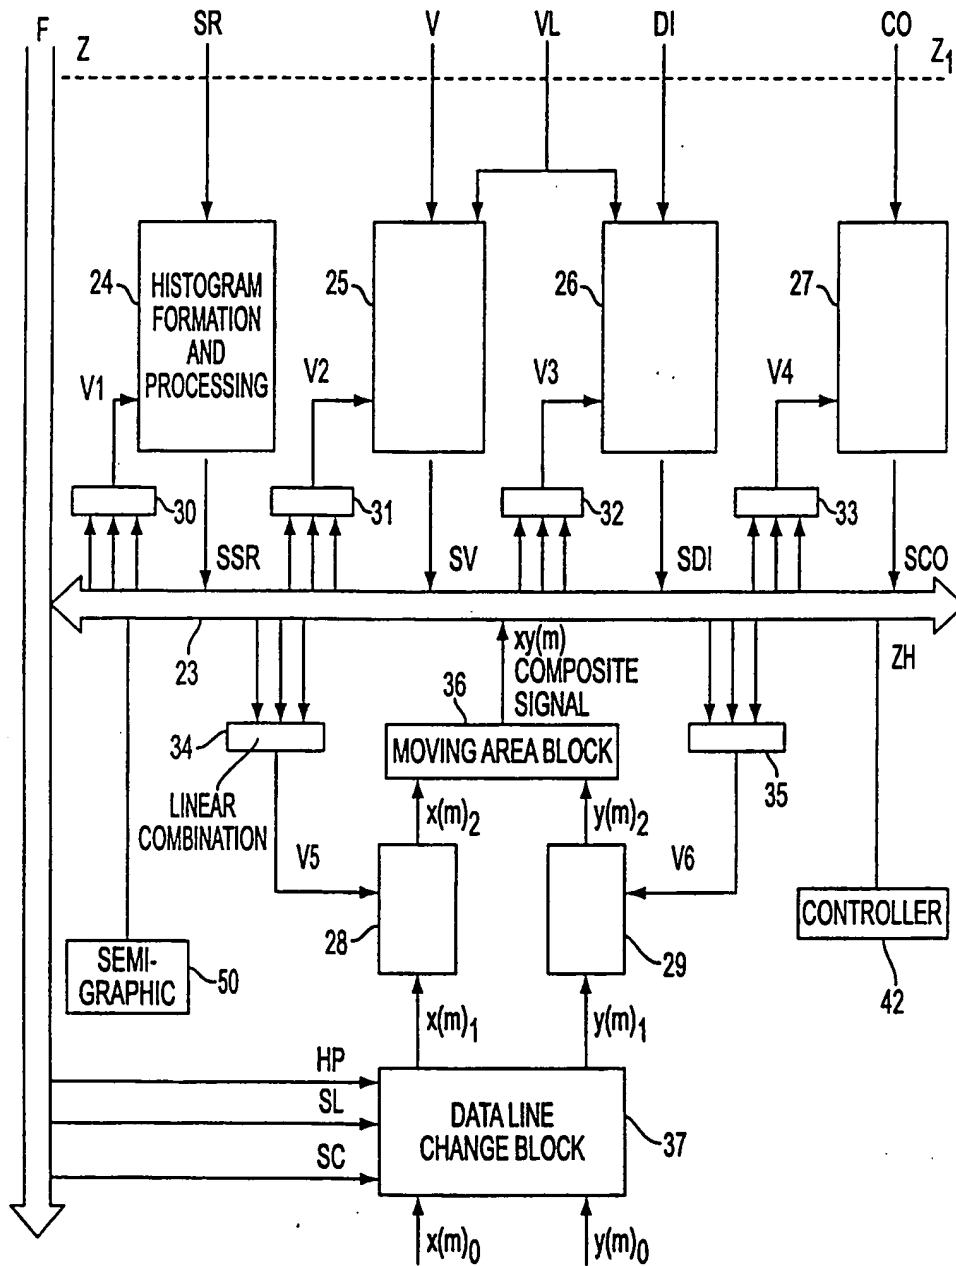 F Z SR V VL DI CO Z1
24 HISTOGRAM
FORMATION
AND
PROCESSING
25 26 27
V1 V2 V3 V4
30 31 32 33
SSR SV SDI SCO
23 xy(m) ZH
COMPOSITE
SIGNAL
36
34 MOVING AREA BLOCK 35
LINEAR
COMBINATION
x(m)2 y(m)2
V5 V6
28 29
CONTROLLER
42
SEMI-
GRAPHIC
50
x(m)1 y(m)1
HP
SL
SC
DATA LINE
CHANGE BLOCK
37
x(m)0 y(m)0